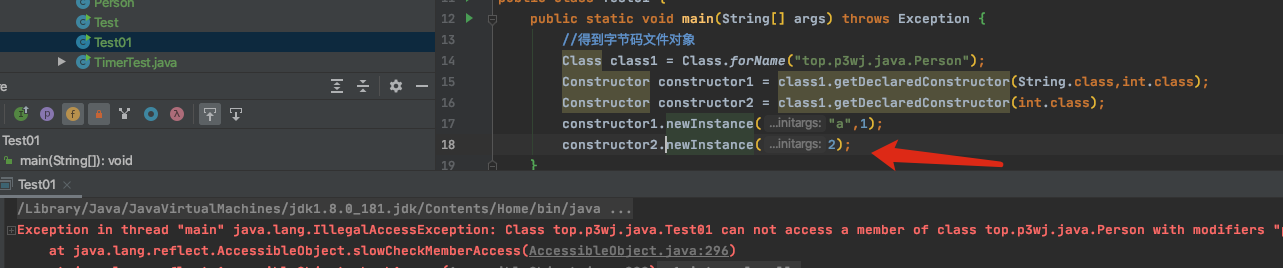 Person
Test
Test01
TimerTest.java
re
Test01
main(String[]): void
11
12 public static void main(String[] args) throws Exception {
13 //得到字节码文件对象
14 Class class1 = Class.forName("top.p3wj.java.Person");
15 Constructor constructor1 = class1.getDeclaredConstructor(String.class,int.class);
16 Constructor constructor2 = class1.getDeclaredConstructor(int.class);
17 constructor1.newInstance( ...initargs: "a",1);
18 constructor2.newInstance( ...initargs: 2);
19 }
Test01 ×
/Library/Java/JavaVirtualMachines/jdk1.8.0_181.jdk/Contents/Home/bin/java ...
Exception in thread "main" java.lang.IllegalAccessException: Class top.p3wj.java.Test01 can not access a member of class top.p3wj.java.Person with modifiers "p
at java.lang.reflect.AccessibleObject.slowCheckMemberAccess(AccessibleObject.java:296)